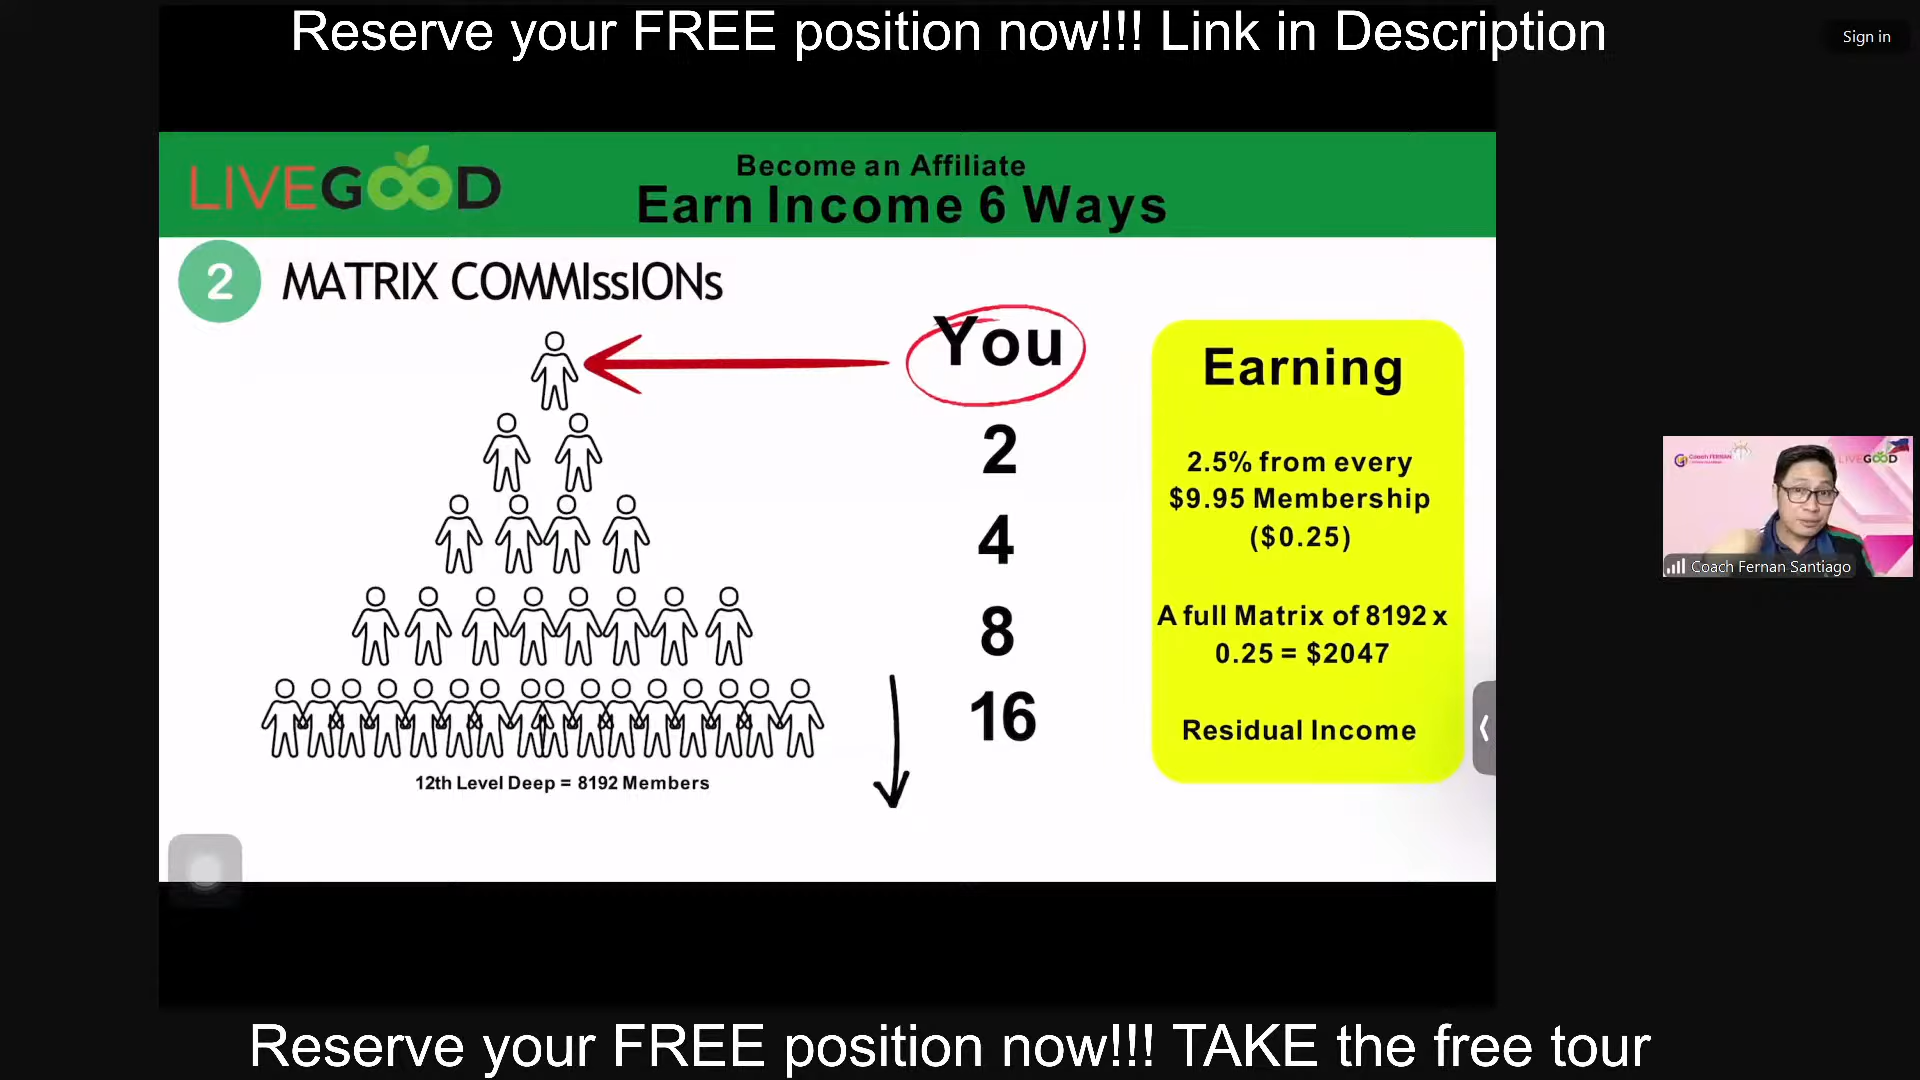 Reserve your FREE position now!!! Link in Description
Sign in
LIVEGOOD
Become an Affiliate
Earn Income 6 Ways
2 MATRIX COMMIssIONs
You
2
4
8
16
12th Level Deep = 8192 Members
Earning
2.5% from every
$9.95 Membership
($0.25)
A full Matrix of 8192 x
0.25 = $2047
Residual Income
Coach FERNAN
LIVEGOOD
Coach Fernan Santiago
Reserve your FREE position now!!! TAKE the free tour